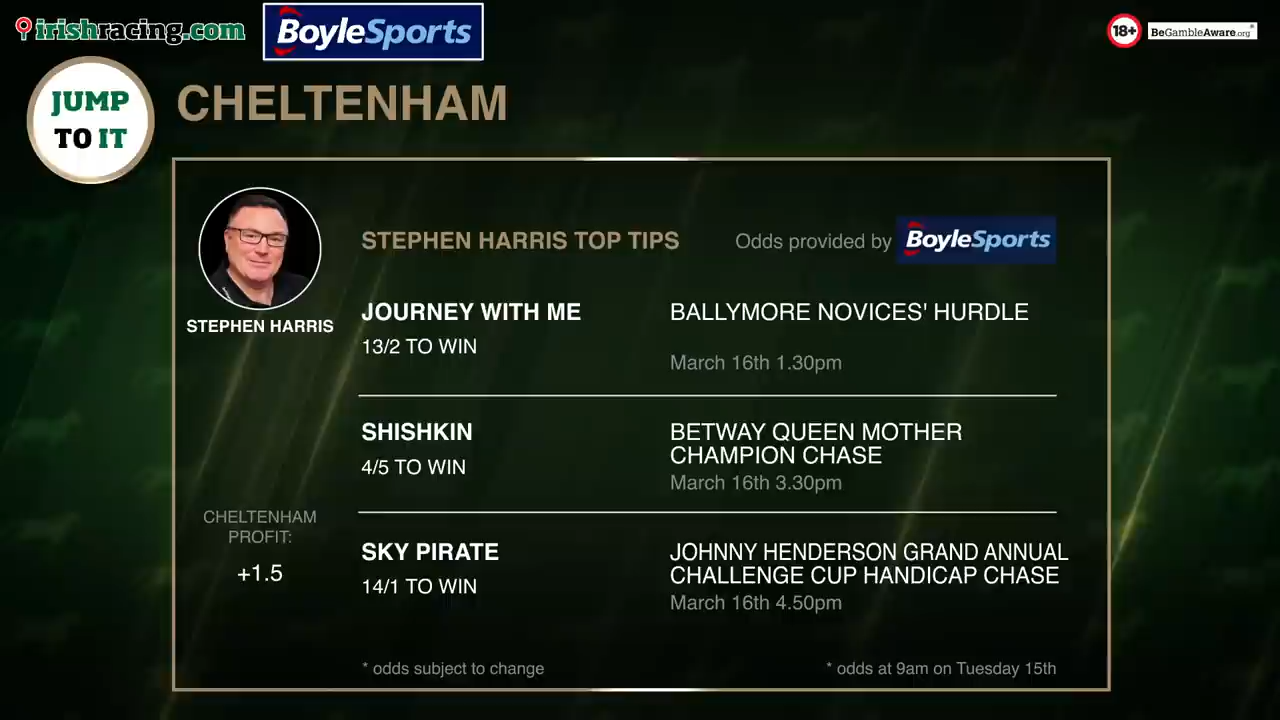 irishracing.com
BoyleSports
18+
BeGambleAware.org®
JUMP
TO IT
CHELTENHAM
STEPHEN HARRIS
STEPHEN HARRIS TOP TIPS
Odds provided by BoyleSports
JOURNEY WITH ME
13/2 TO WIN
BALLYMORE NOVICES' HURDLE
March 16th 1.30pm
SHISHKIN
4/5 TO WIN
BETWAY QUEEN MOTHER
CHAMPION CHASE
March 16th 3.30pm
CHELTENHAM
PROFIT:
+1.5
SKY PIRATE
14/1 TO WIN
JOHNNY HENDERSON GRAND ANNUAL
CHALLENGE CUP HANDICAP CHASE
March 16th 4.50pm
* odds subject to change
* odds at 9am on Tuesday 15th